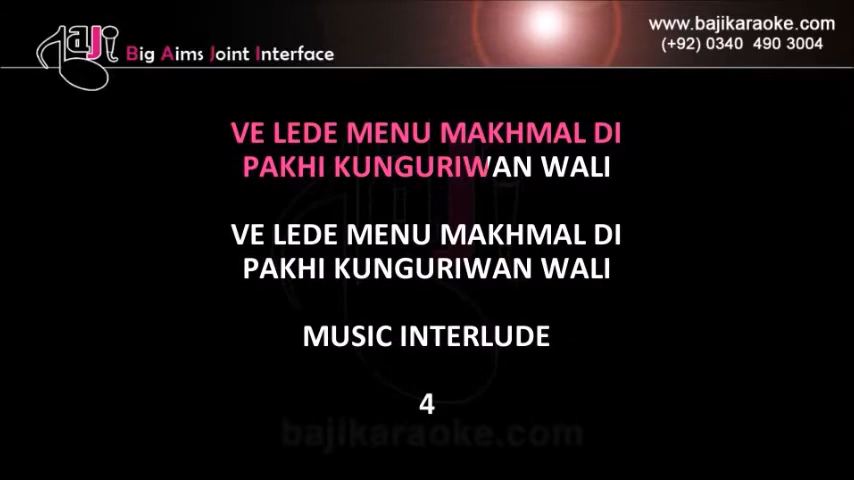 BAJI Big Aims Joint Interface
www.bajikaraoke.com
(+92) 0340 490 3004
VE LEDE MENU MAKHMAL DI
PAKHI KUNGURIWAN WALI
VE LEDE MENU MAKHMAL DI
PAKHI KUNGURIWAN WALI
MUSIC INTERLUDE
4
bajikaraoke.com